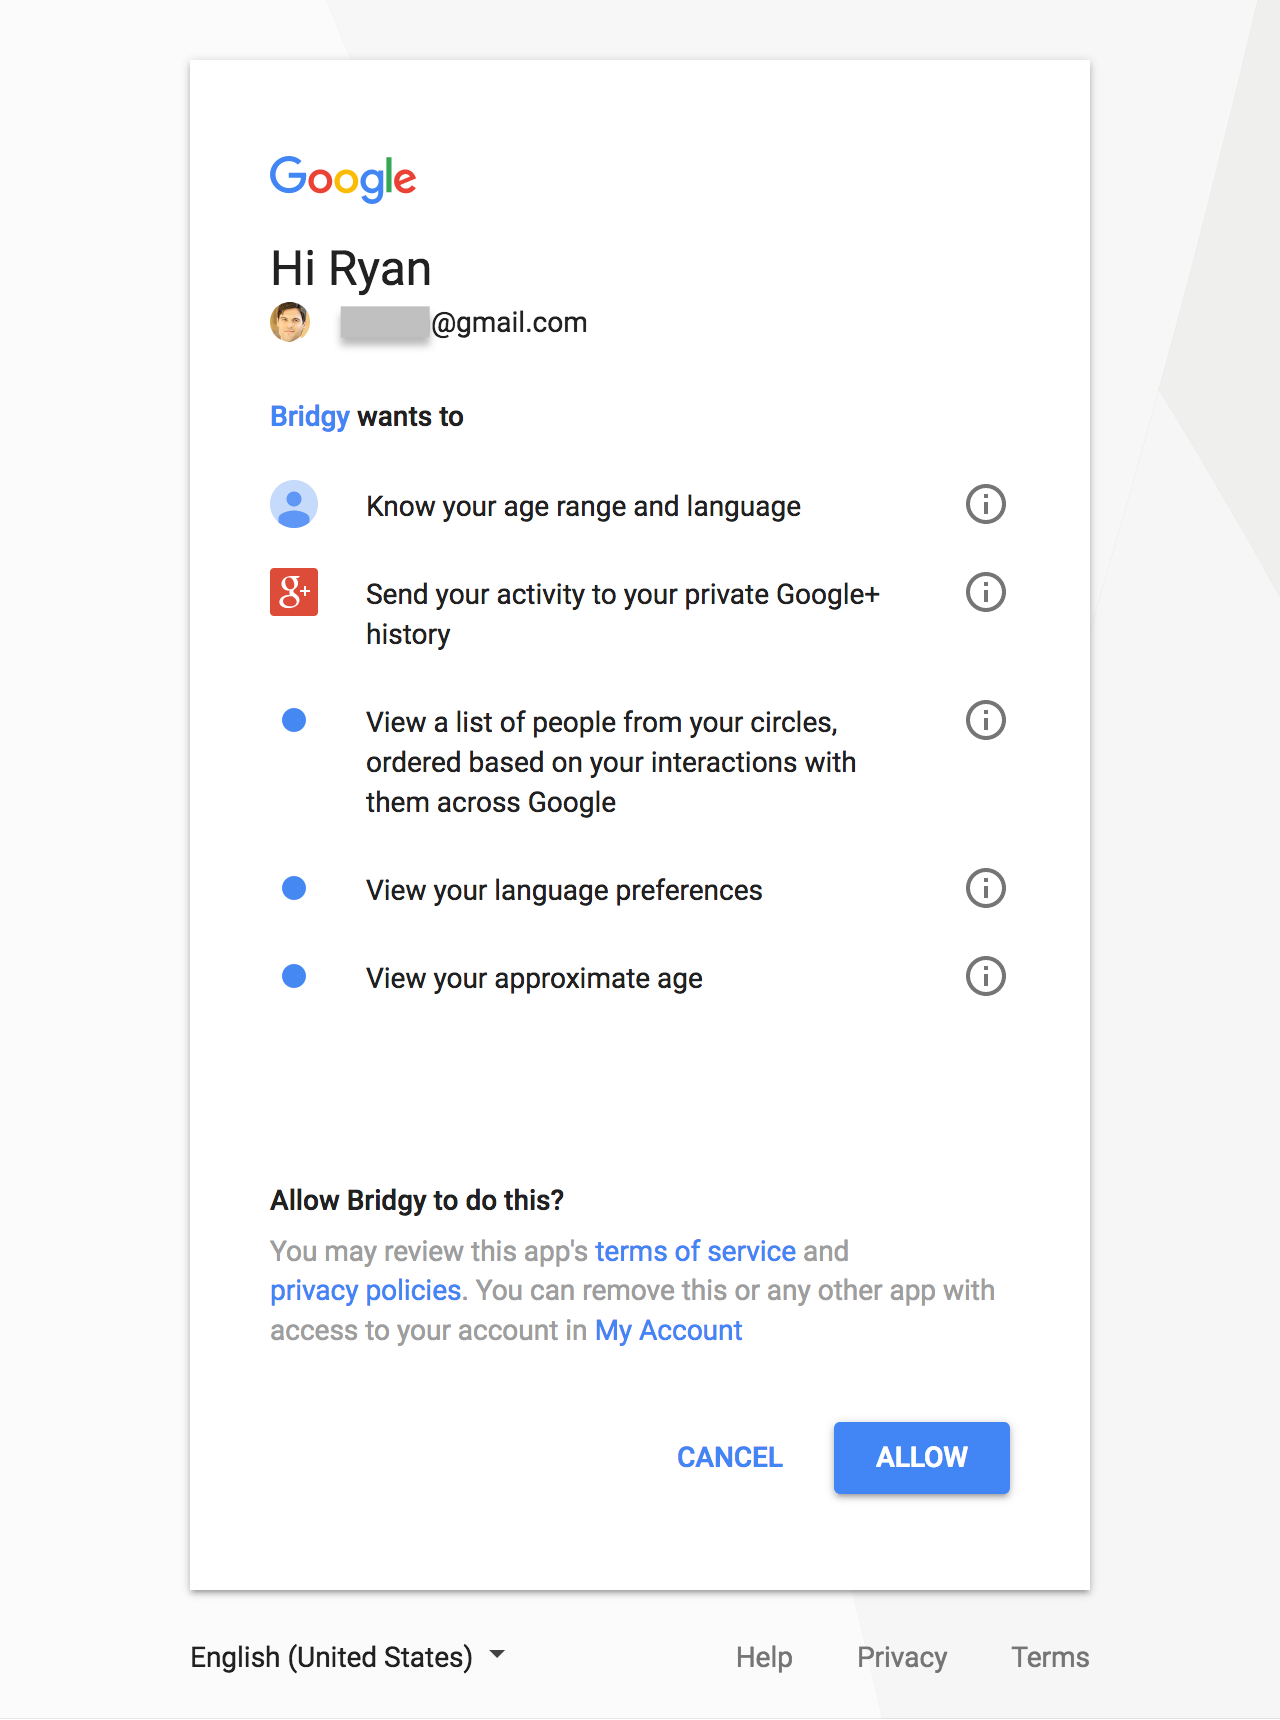 Google
Hi Ryan
@gmail.com
Bridgy wants to
Know your age range and language
g+
Send your activity to your private Google+
history
View a list of people from your circles,
ordered based on your interactions with
them across Google
View your language preferences
View your approximate age
Allow Bridgy to do this?
You may review this app's terms of service and
privacy policies. You can remove this or any other app with
access to your account in My Account
CANCEL ALLOW
English (United States) Help Privacy Terms